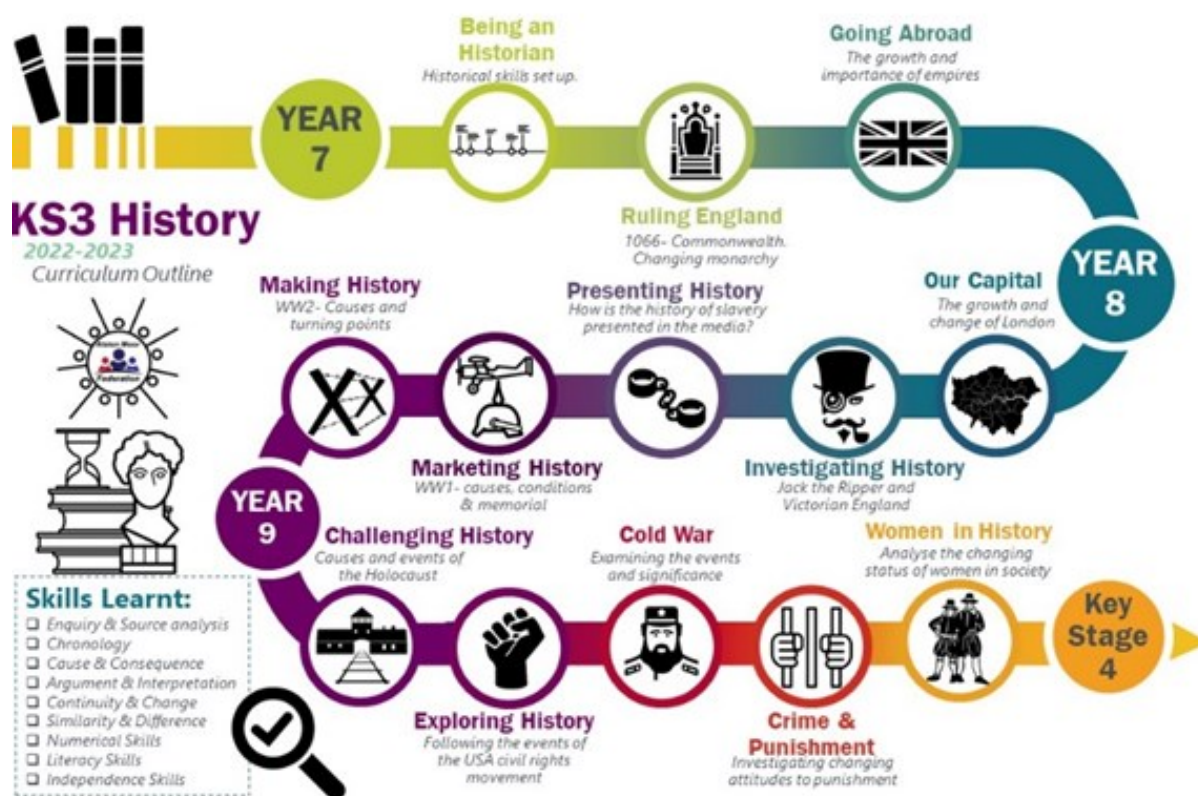 Being an
Historian
Historical skills set up.
Going Abroad
The growth and
importance of empires
YEAR
7
Ruling England
1066- Commonwealth.
Changing monarchy
KS3 History
2022-2023
Curriculum Outline
YEAR
8
Our Capital
The growth and
change of London
Presenting History
How is the history of slavery
presented in the media?
Making History
WW2- Causes and
turning points
Federation
Investigating History
Jack the Ripper and
Victorian England
Marketing History
WW1- causes, conditions
& memorial
YEAR
9
Challenging History
Causes and events of
the Holocaust
Cold War
Examining the events
and significance
Women in History
Analyse the changing
status of women in society
Key
Stage
4
Exploring History
Following the events of
the USA civil rights
movement
Crime &
Punishment
Investigating changing
attitudes to punishment
Skills Learnt:
Enquiry & Source analysis
Chronology
Cause & Consequence
Argument & Interpretation
Continuity & Change
Similarity & Difference
Numerical Skills
Literacy Skills
Independence Skills